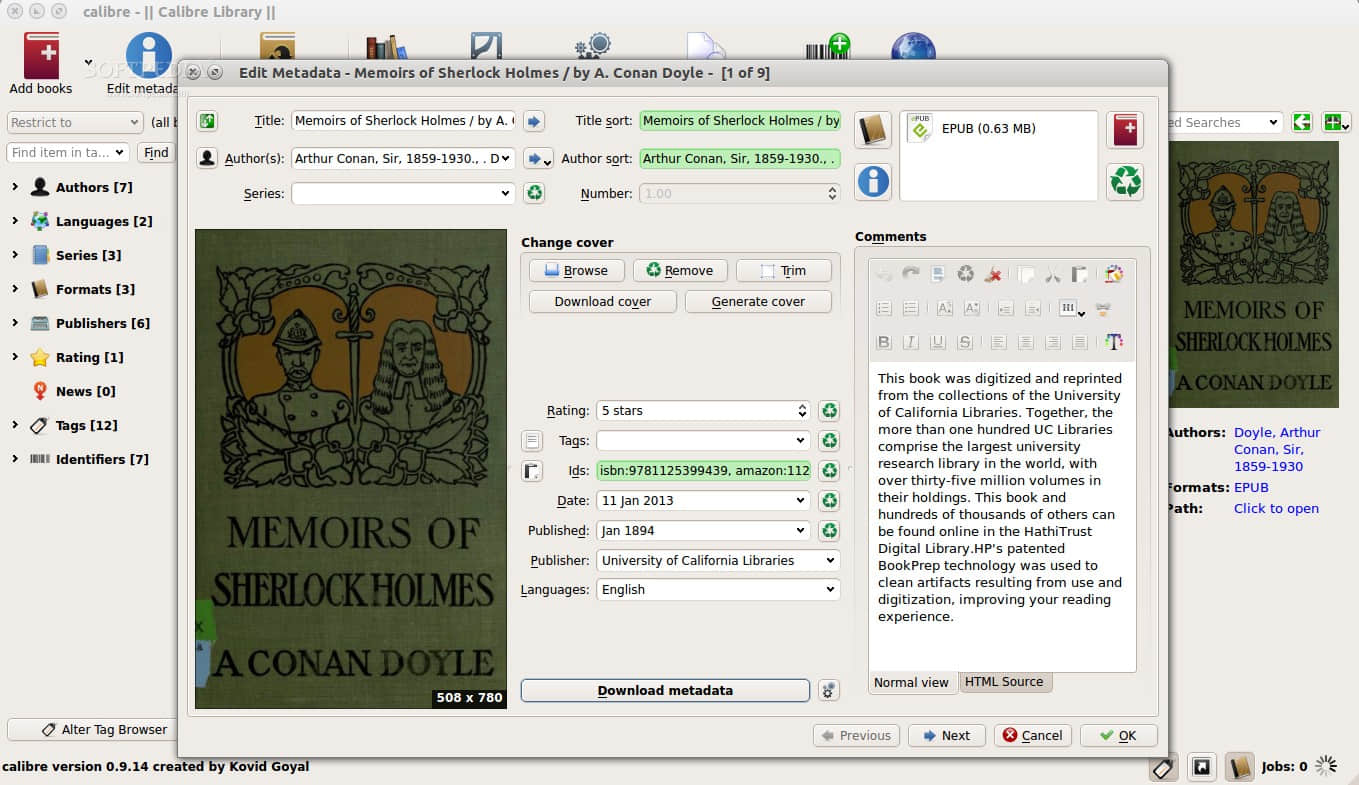 calibre - || Calibre Library ||
Add books
Edit metada
SOFTPEDIA
Restrict to
(all b
Find item in ta...
Find
Authors [7]
Languages [2]
Series [3]
Formats [3]
Publishers [6]
Rating [1]
News [0]
Tags [12]
Identifiers [7]
Alter Tag Browser
calibre version 0.9.14 created by Kovid Goyal
Edit Metadata - Memoirs of Sherlock Holmes / by A. Conan Doyle - [1 of 9]
Title:
Memoirs of Sherlock Holmes / by A. (
Title sort:
Memoirs of Sherlock Holmes / by
Author(s):
Arthur Conan, Sir, 1859-1930., . D
Author sort:
Arthur Conan, Sir, 1859-1930., .
Series:
Number:
1.00
EPUB
EPUB (0.63 MB)
MEMOIRS OF
SHERLOCK HOLMES
A CONAN DOYLE
508 x 780
Change cover
Browse
Remove
Trim
Download cover
Generate cover
Rating:
5 stars
Tags:
Ids:
isbn:9781125399439, amazon:112
Date:
11 Jan 2013
Published:
Jan 1894
Publisher:
University of California Libraries
Languages:
English
Download metadata
Comments
This book was digitized and reprinted
from the collections of the University
of California Libraries. Together, the
more than one hundred UC Libraries
comprise the largest university
research library in the world, with
over thirty-five million volumes in
their holdings. This book and
hundreds of thousands of others can
be found online in the HathiTrust
Digital Library.HP's patented
BookPrep technology was used to
clean artifacts resulting from use and
digitization, improving your reading
experience.
Normal view
HTML Source
Previous
Next
Cancel
OK
ed Searches
MEMOIRS OF
SHERLOCK HOLMES
A CONAN DOYLE
Authors:
Doyle, Arthur
Conan, Sir,
1859-1930
Formats:
EPUB
Path:
Click to open
Jobs: 0